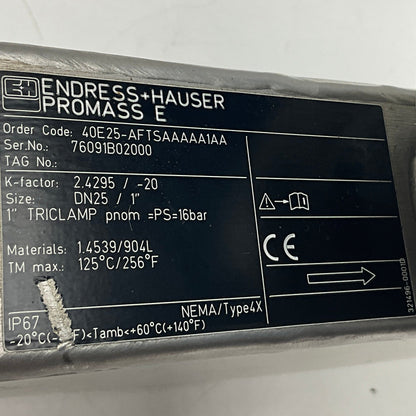 ENDRESS+HAUSER
PROMASS E
Order Code: 40E25-AFTSAAAAA1AA
Ser.No.: 76091B02000
TAG No.:
K-factor: 2.4295 / -20
Size: DN25 / 1"
1" TRICLAMP pnom =PS=16bar
Materials: 1.4539/904L
TM max.: 125°C/256°F
CE
IP67
NEMA/Type4X
-20°C(- F)<Tamb<+60°C(+140°F)